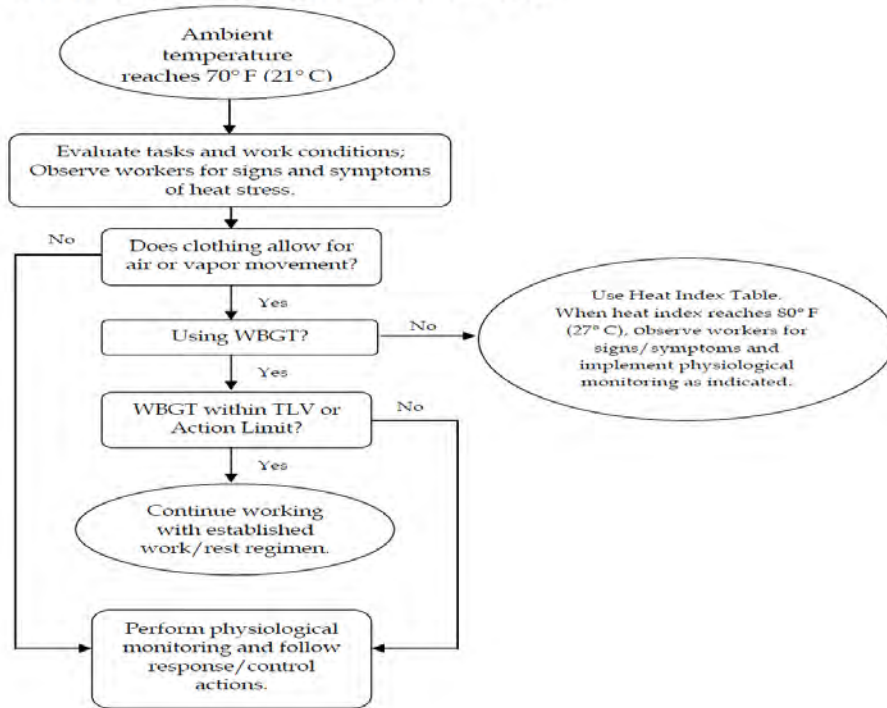 Ambient
temperature
reaches 70° F (21° C)
Evaluate tasks and work conditions;
Observe workers for signs and symptoms
of heat stress.
No
Does clothing allow for
air or vapor movement?
Yes
Using WBGT?
No
Use Heat Index Table.
When heat index reaches 80° F
(27° C), Observe workers for
signs/symptoms and
implement physiological
monitoring as indicated.
Yes
WBGT within TLV or
Action Limit?
No
Yes
Continue working
with established
work/rest regimen.
Perform physiological
monitoring and follow
response/control
actions.